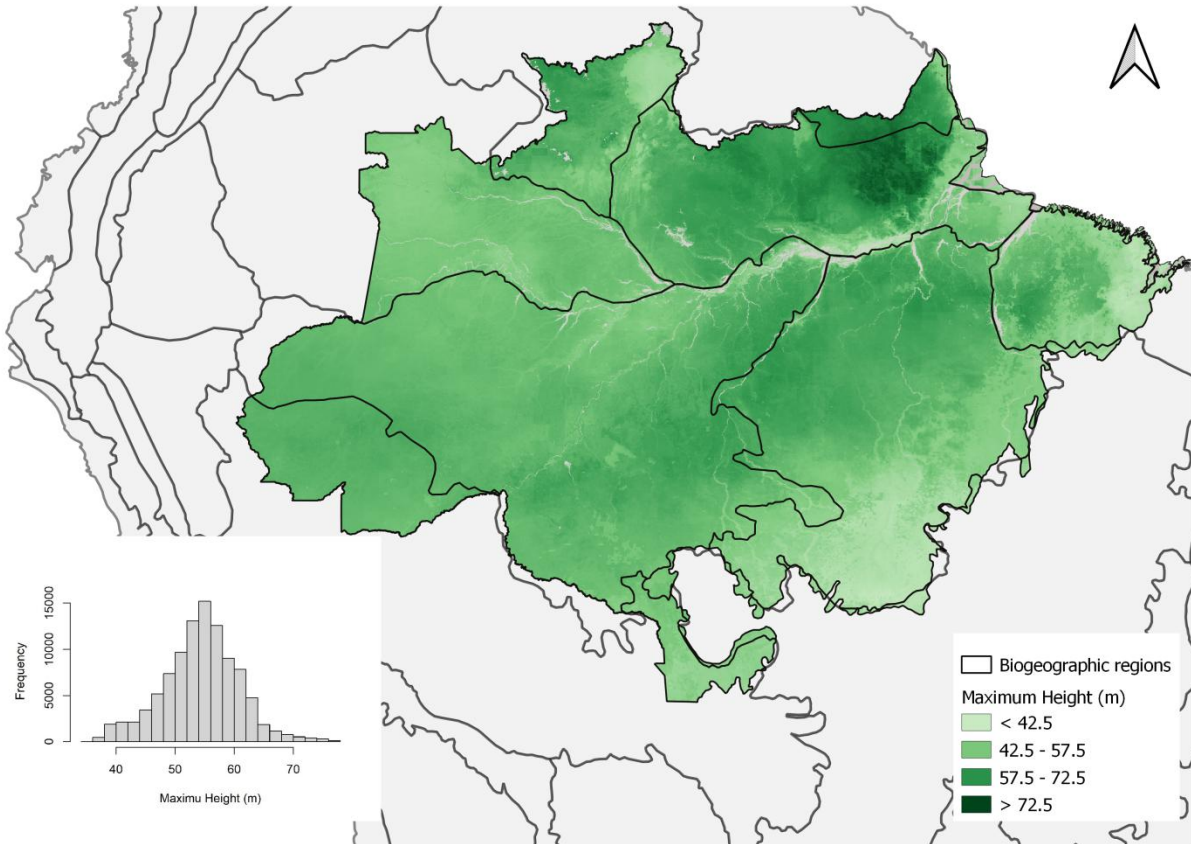 15000
10000
5000
0
Frequency
40 50 60 70
Maximu Height (m)
Biogeographic regions
Maximum Height (m)
< 42.5
42.5 - 57.5
57.5 - 72.5
> 72.5